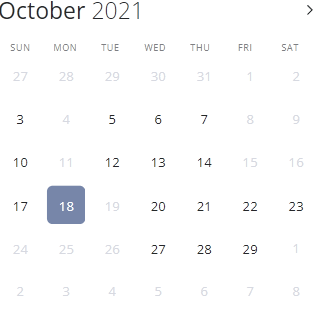 October 2021
SUN MON TUE WED THU FRI SAT
27 28 29 30 31 1 2
3 4 5 6 7 8 9
10 11 12 13 14 15 16
17 18 19 20 21 22 23
24 25 26 27 28 29 1
2 3 4 5 6 7 8